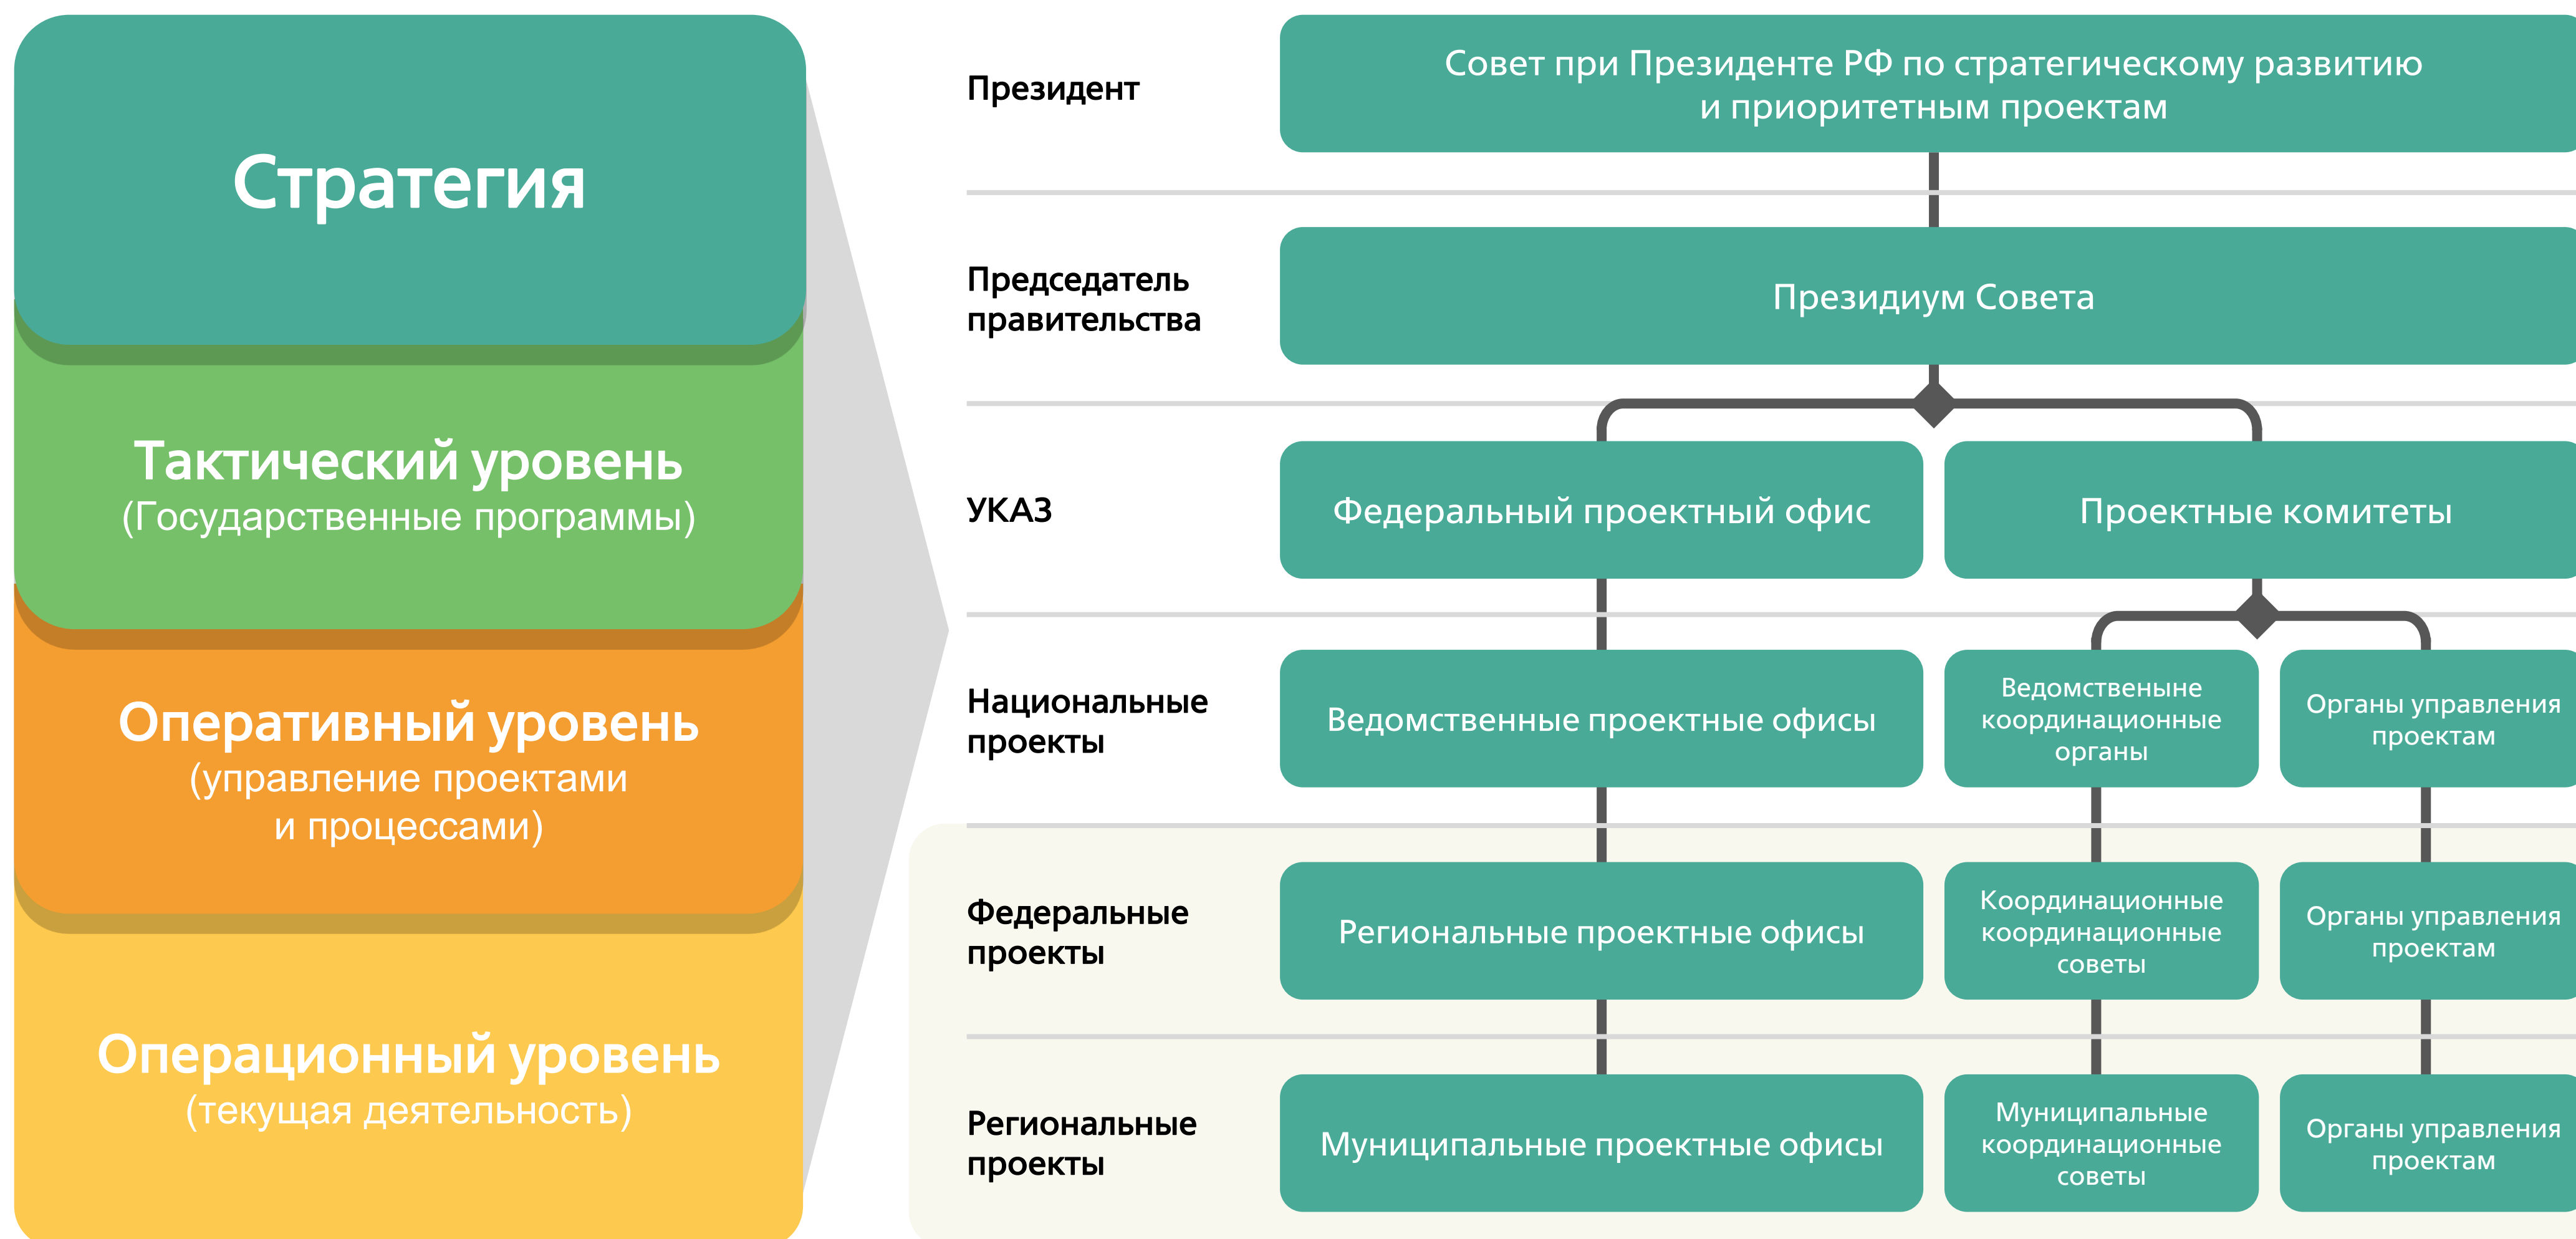 Стратегия
Тактический уровень
(Государственные программы)
Оперативный уровень
(управление проектами
и процессами)
Операционный уровень
(текущая деятельность)
Президент
Совет при Президенте РФ по стратегическому развитию
и приоритетным проектам
Председатель
правительства
Президиум Совета
УКАЗ
Федеральный проектный офис
Проектные комитеты
Национальные
проекты
Ведомственные проектные офисы
Ведомственыне
координационные
органы
Органы управления
проектам
Федеральные
проекты
Региональные проектные офисы
Координационные
координационные
советы
Органы управления
проектам
Региональные
проекты
Муниципальные проектные офисы
Муниципальные
координационные
советы
Органы управления
проектам